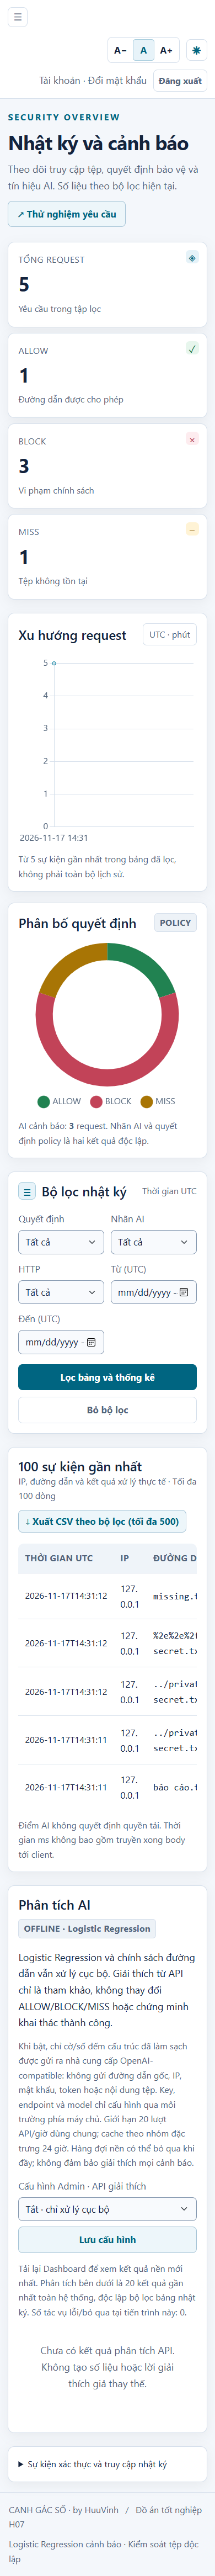 ☰
A− A A+
Tài khoản · Đổi mật khẩu Đăng xuất
SECURITY OVERVIEW
Nhật ký và cảnh báo
Theo dõi truy cập tệp, quyết định bảo vệ và
tín hiệu AI. Số liệu theo bộ lọc hiện tại.
↗ Thử nghiệm yêu cầu
TỔNG REQUEST
5
Yêu cầu trong tập lọc
ALLOW
1
Đường dẫn được cho phép
BLOCK
3
Vi phạm chính sách
MISS
1
Tệp không tồn tại
Xu hướng request UTC · phút
5
4
3
2
1
0
2026-11-17 14:31
Từ 5 sự kiện gần nhất trong bảng đã lọc,
không phải toàn bộ lịch sử.
Phân bố quyết định POLICY
ALLOW BLOCK MISS
AI cảnh báo: 3 request. Nhãn AI và quyết
định policy là hai kết quả độc lập.
Bộ lọc nhật ký Thời gian UTC
Quyết định Nhãn AI
Tất cả Tất cả
HTTP Từ (UTC)
Tất cả mm/dd/yyyy -
Đến (UTC)
mm/dd/yyyy -
Lọc bảng và thống kê
Bỏ bộ lọc
100 sự kiện gần nhất
IP, đường dẫn và kết quả xử lý thực tế · Tối đa
100 dòng
↓ Xuất CSV theo bộ lọc (tối đa 500)
THỜI GIAN UTC IP ĐƯỜNG D
2026-11-17T14:31:12 127.0.0.1 missing.t
2026-11-17T14:31:12 127.0.0.1 %2e%2e%2f
secret.tx
2026-11-17T14:31:12 127.0.0.1 ../privat
secret.tx
2026-11-17T14:31:11 127.0.0.1 ../privat
secret.tx
2026-11-17T14:31:11 127.0.0.1 báo cáo.t
Điểm AI không quyết định quyền tải. Thời
gian ms không bao gồm truyền xong body
tới client.
Phân tích AI
OFFLINE · Logistic Regression
Logistic Regression và chính sách đường
dẫn vẫn xử lý cục bộ. Giải thích từ API
chỉ là tham khảo, không thay đổi
ALLOW/BLOCK/MISS hoặc chứng minh
khai thác thành công.
Khi bật, chỉ cờ/số đếm cấu trúc đã làm sạch
được gửi ra nhà cung cấp OpenAI-
compatible: không gửi đường dẫn gốc, IP,
mật khẩu, token hoặc nội dung tệp. Key,
endpoint và model chỉ cấu hình qua môi
trường phía máy chủ. Giới hạn 20 lượt
API/giờ dùng chung; cache theo nhóm đặc
trưng 24 giờ. Hàng đợi nền có thể bỏ qua khi
đầy; không đảm bảo giải thích mọi cảnh báo.
Cấu hình Admin · API giải thích
Tắt · chỉ xử lý cục bộ
Lưu cấu hình
Tải lại Dashboard để xem kết quả nền mới
nhất. Phân tích bên dưới là 20 kết quả gần
nhất toàn hệ thống, độc lập bộ lọc bảng nhật
ký. Số tác vụ lỗi/bỏ qua tại tiến trình này: 0.
Chưa có kết quả phân tích API.
Không tạo số liệu hoặc lời giải
thích giả thay thế.
▶ Sự kiện xác thực và truy cập nhật ký
CANH GÁC SỐ · by HuuVinh / Đồ án tốt nghiệp
H07
Logistic Regression cảnh báo · Kiểm soát tệp độc
lập